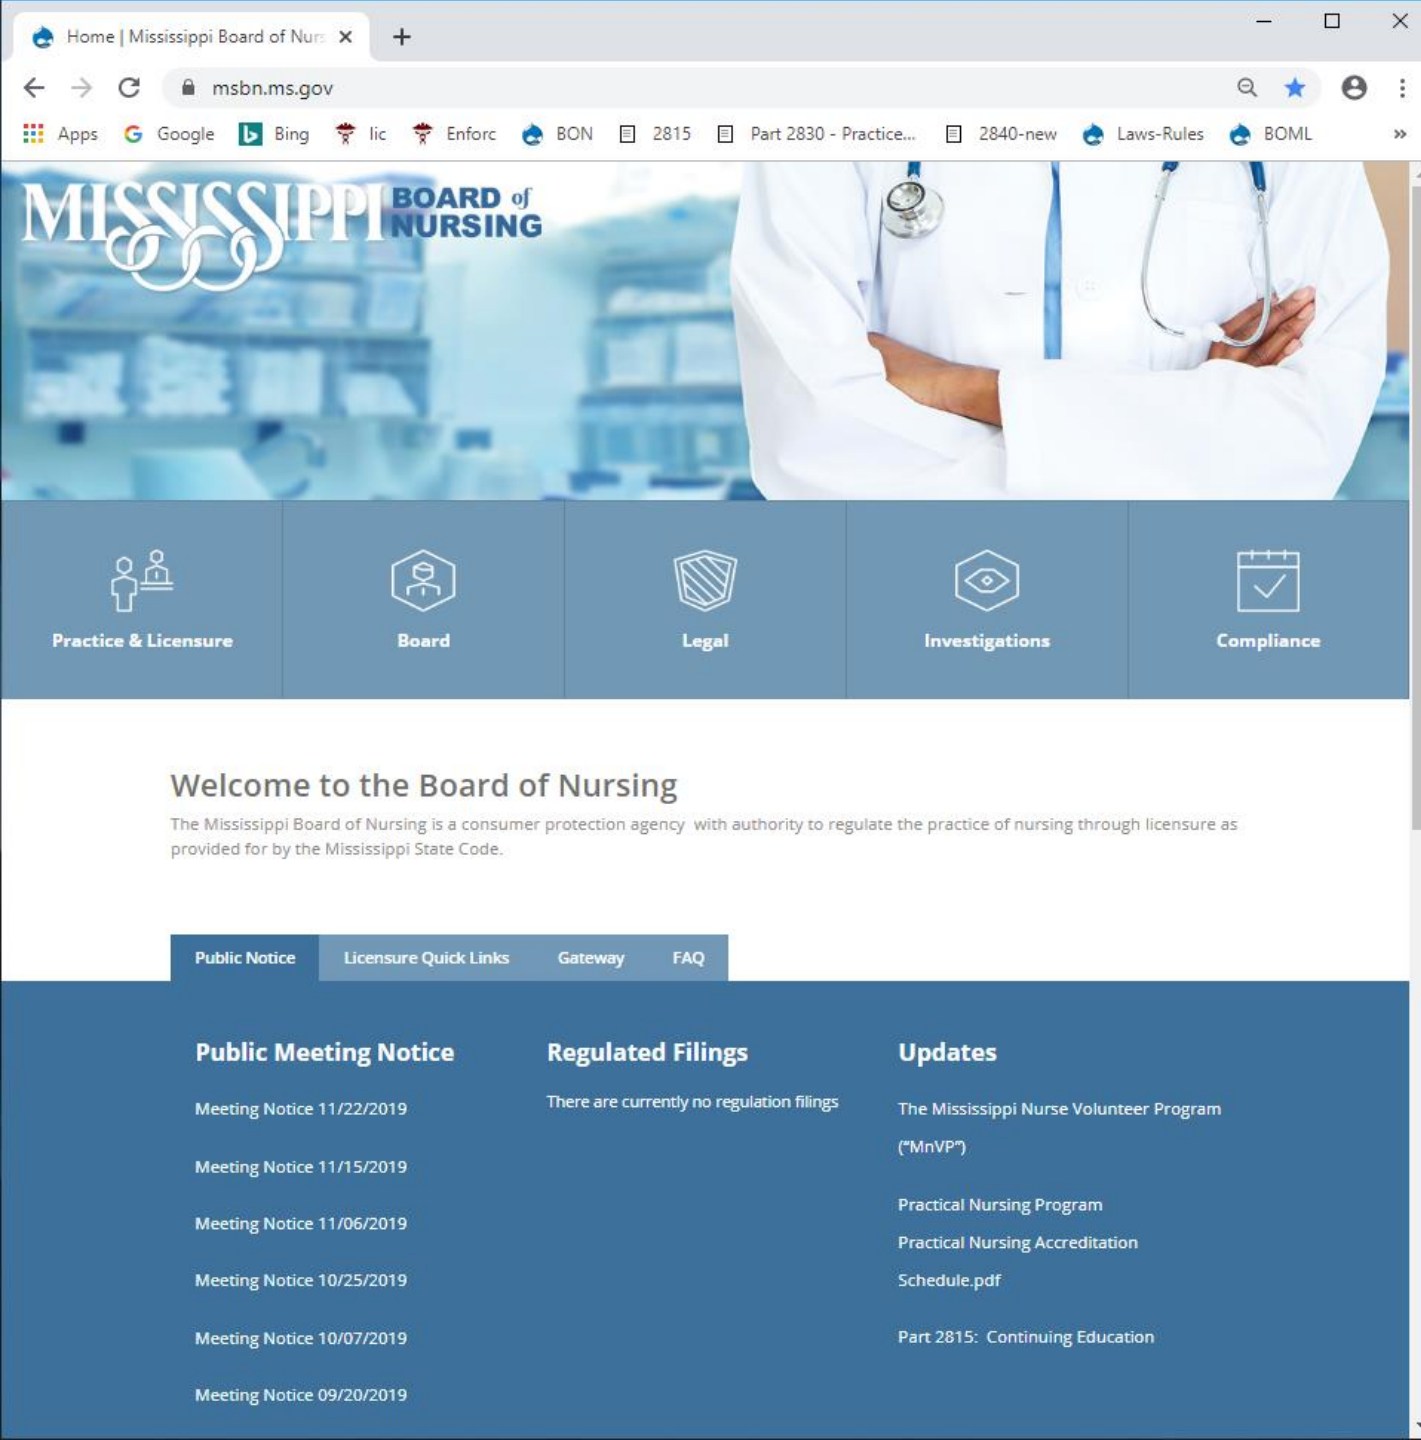 Home | Mississippi Board of Nurs
msbn.ms.gov
Apps Google Bing lic Enforc BON 2815 Part 2830 - Practice... 2840-new Laws-Rules BOML »
MISSISSIPPI BOARD of
NURSING
Practice & Licensure Board Legal Investigations Compliance
Welcome to the Board of Nursing
The Mississippi Board of Nursing is a consumer protection agency with authority to regulate the practice of nursing through licensure as
provided for by the Mississippi State Code.
Public Notice Licensure Quick Links Gateway FAQ
Public Meeting Notice
Meeting Notice 11/22/2019
Meeting Notice 11/15/2019
Meeting Notice 11/06/2019
Meeting Notice 10/25/2019
Meeting Notice 10/07/2019
Meeting Notice 09/20/2019
Regulated Filings
There are currently no regulation filings
Updates
The Mississippi Nurse Volunteer Program
(“MnVP”)
Practical Nursing Program
Practical Nursing Accreditation
Schedule.pdf
Part 2815:  Continuing Education